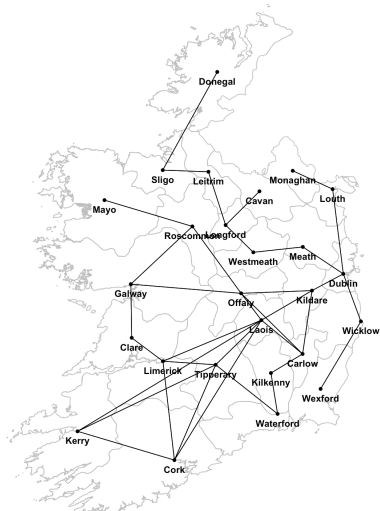 Donegal
Sligo
Leitrim
Monaghan
Cavan
Louth
Mayo
Roscommon
Longford
Westmeath
Meath
Dublin
Galway
Offaly
Kildare
Laois
Wicklow
Clare
Limerick
Tipperary
Carlow
Kilkenny
Wexford
Waterford
Kerry
Cork